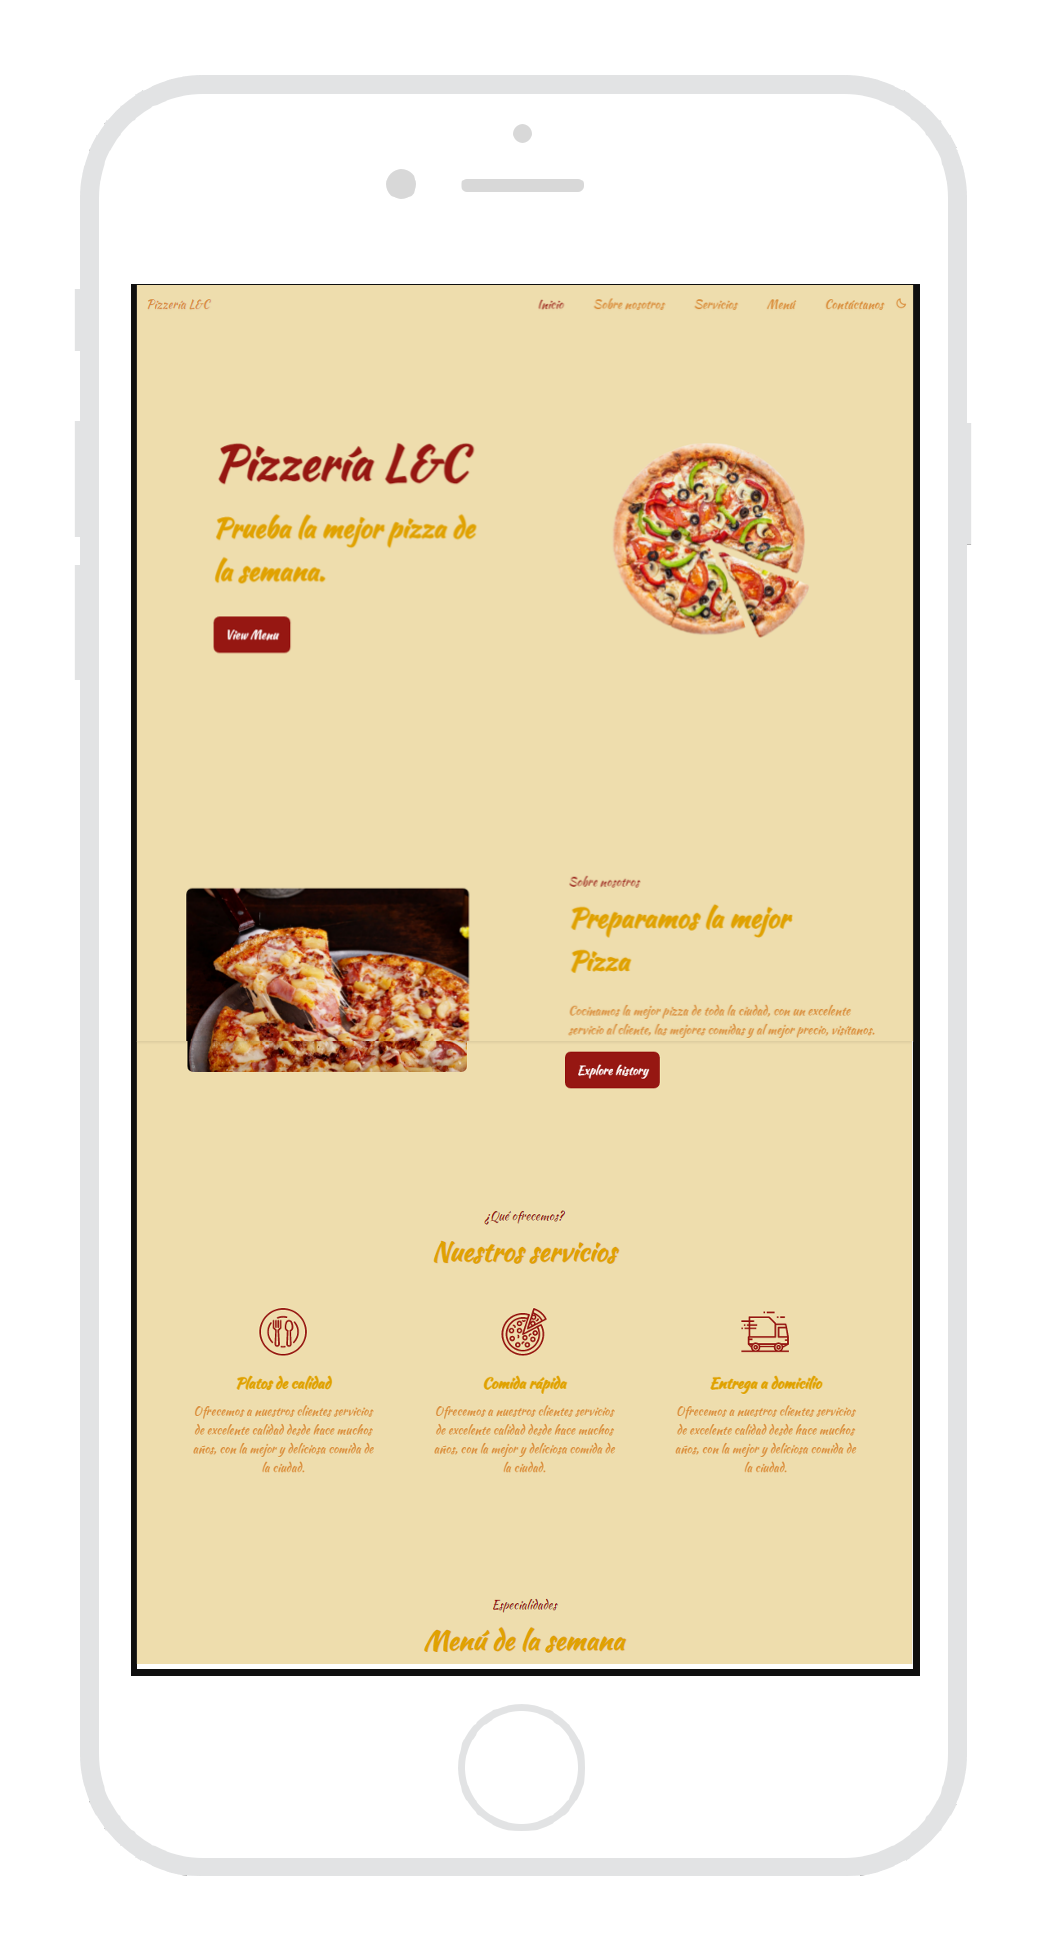 Pizzería L&C
Inicio Sobre nosotros Servicios Menú Contáctanos
Pizzería L&C
Prueba la mejor pizza de
la semana.
View Menu
Sobre nosotros
Preparamos la mejor
Pizza
Cocinamos la mejor pizza de toda la ciudad, con un excelente
servicio al cliente, las mejores comidas y al mejor precio, visítanos.
Explore history
¿Qué ofrecemos?
Nuestros servicios
Platos de calidad
Ofrecemos a nuestros clientes servicios
de excelente calidad desde hace muchos
años, con la mejor y deliciosa comida de
la ciudad.
Comida rápida
Ofrecemos a nuestros clientes servicios
de excelente calidad desde hace muchos
años, con la mejor y deliciosa comida de
la ciudad.
Entrega a domicilio
Ofrecemos a nuestros clientes servicios
de excelente calidad desde hace muchos
años, con la mejor y deliciosa comida de
la ciudad.
Especialidades
Menú de la semana